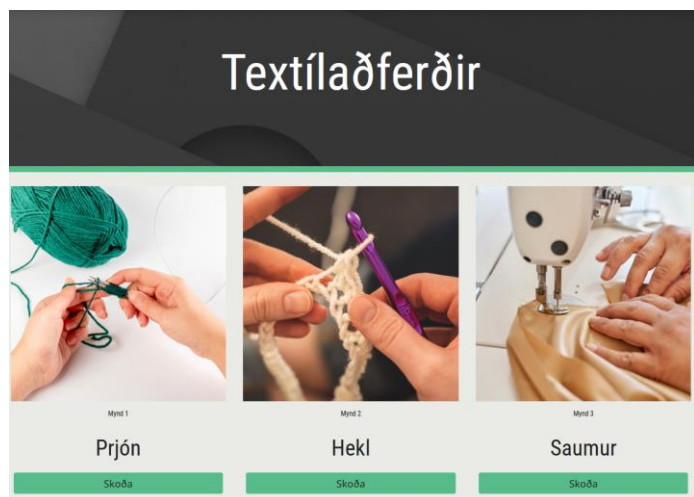 Textílaðferðir
Mynd 1
Mynd 2
Mynd 3
Prjón
Hekl
Saumur
Skoða
Skoða
Skoða